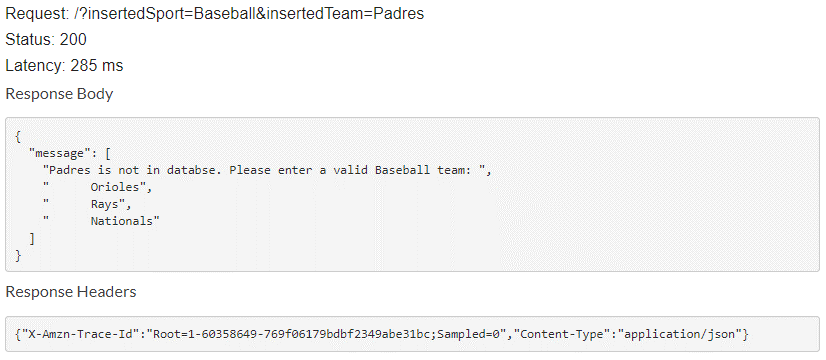 Request: /?insertedSport=Baseball&insertedTeam=Padres
Status: 200
Latency: 285 ms
Response Body
{
  "message": [
    "Padres is not in databse. Please enter a valid Baseball team: ",
    "      Orioles",
    "      Rays",
    "      Nationals"
  ]
}
Response Headers
{"X-Amzn-Trace-Id":"Root=1-60358649-769f06179bdbf2349abe31bc;Sampled=0","Content-Type":"application/json"}